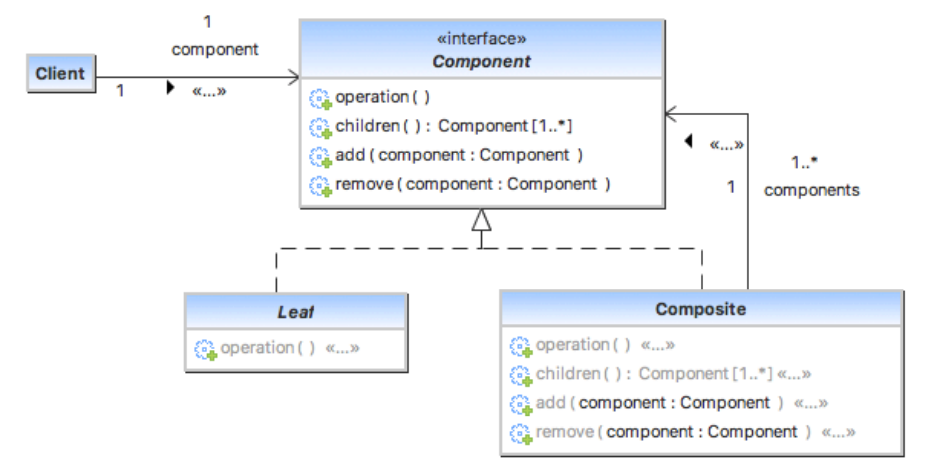 1
component
Client
1
«...»
«interface»
Component
operation ( )
children ( ) : Component [1..*]
add ( component : Component )
remove ( component : Component )
«...»
1..*
1
components
Leaf
operation ( ) «...»
Composite
operation ( ) «...»
children ( ) : Component [1..*] «...»
add ( component : Component ) «...»
remove ( component : Component ) «...»